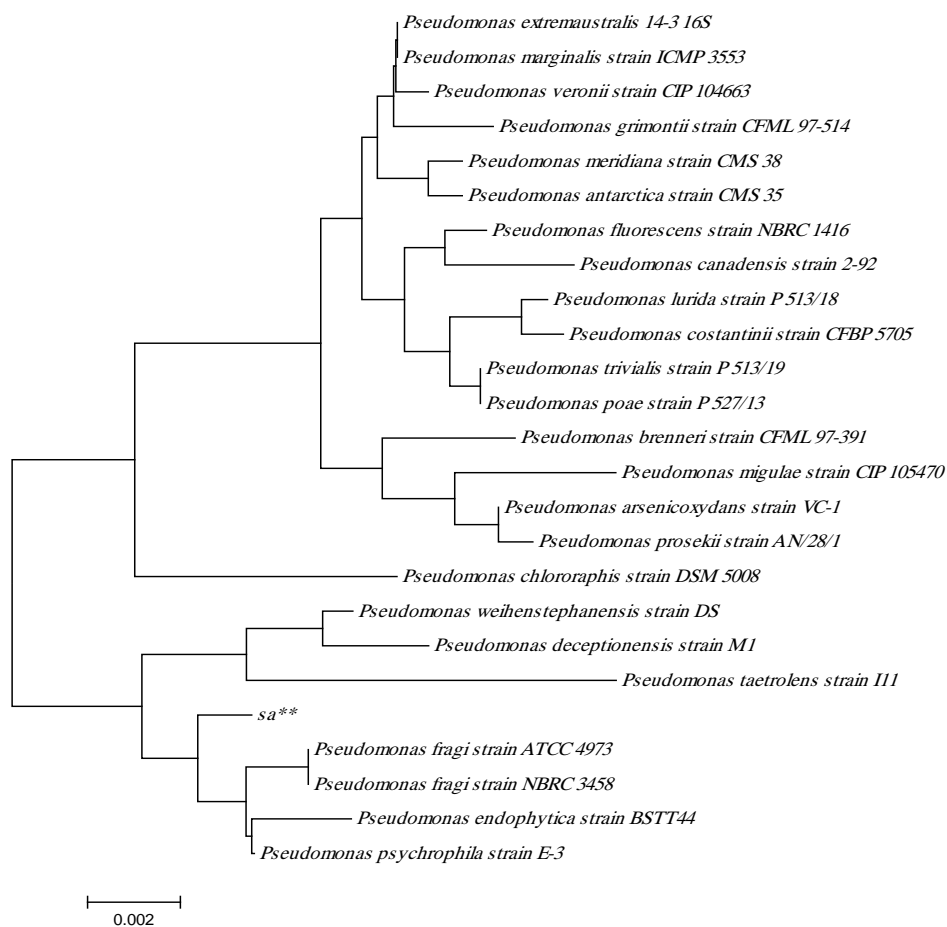 Pseudomonas extremaustralis 14-3 16S
Pseudomonas marginalis strain ICMP 3553
Pseudomonas veronii strain CIP 104663
Pseudomonas grimontii strain CFML 97-514
Pseudomonas meridiana strain CMS 38
Pseudomonas antarctica strain CMS 35
Pseudomonas fluorescens strain NBRC 1416
Pseudomonas canadensis strain 2-92
Pseudomonas lurida strain P 513/18
Pseudomonas costantinii strain CFBP 5705
Pseudomonas trivialis strain P 513/19
Pseudomonas poae strain P 527/13
Pseudomonas brenneri strain CFML 97-391
Pseudomonas migulae strain CIP 105470
Pseudomonas arsenicoxydans strain VC-1
Pseudomonas prosekii strain AN/28/1
Pseudomonas chlororaphis strain DSM 5008
Pseudomonas weihenstephanensis strain DS
Pseudomonas deceptionensis strain M1
Pseudomonas taetrolens strain I11
sa**
Pseudomonas fragi strain ATCC 4973
Pseudomonas fragi strain NBRC 3458
Pseudomonas endophytica strain BSTT44
Pseudomonas psychrophila strain E-3
0.002